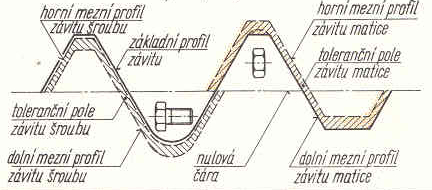 horní mezní profil
závitu šroubu
základní profil
závitu
horní mezní profil
závitu matice
toleranční pole
závitu matice
toleranční pole
závitu šroubu
dolní mezní profil
závitu šroubu
nulová
čára
dolní mezní profil
závitu matice